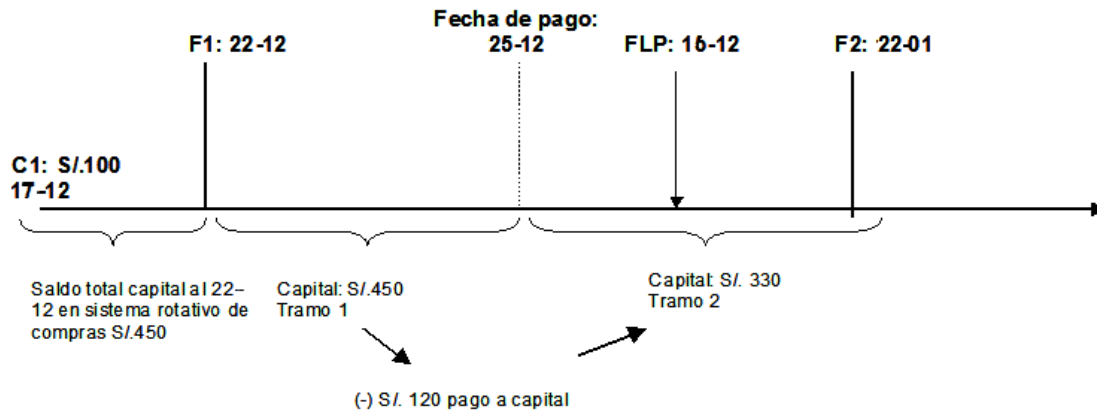 Fecha de pago:
F1: 22-12
25-12
FLP: 16-12
F2: 22-01
C1: S/.100
17-12
Saldo total capital al 22–
12 en sistema rotativo de
compras S/.450
Capital: S/.450
Tramo 1
Capital: S/. 330
Tramo 2
(-) S/. 120 pago a capital